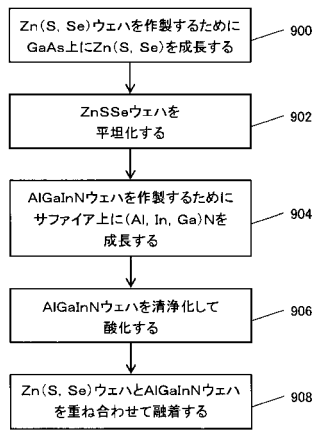 Zn(S, Se)ウェハを作製するために
GaAs上にZn(S, Se)を成長する
900
ZnSSeウェハを
平坦化する
902
AlGaInNウェハを作製するために
サファイア上に(Al, In, Ga)Nを
成長する
904
AlGaInNウェハを清浄化して
酸化する
906
Zn(S, Se)ウェハとAlGaInNウェハ
を重ね合わせて融着する
908